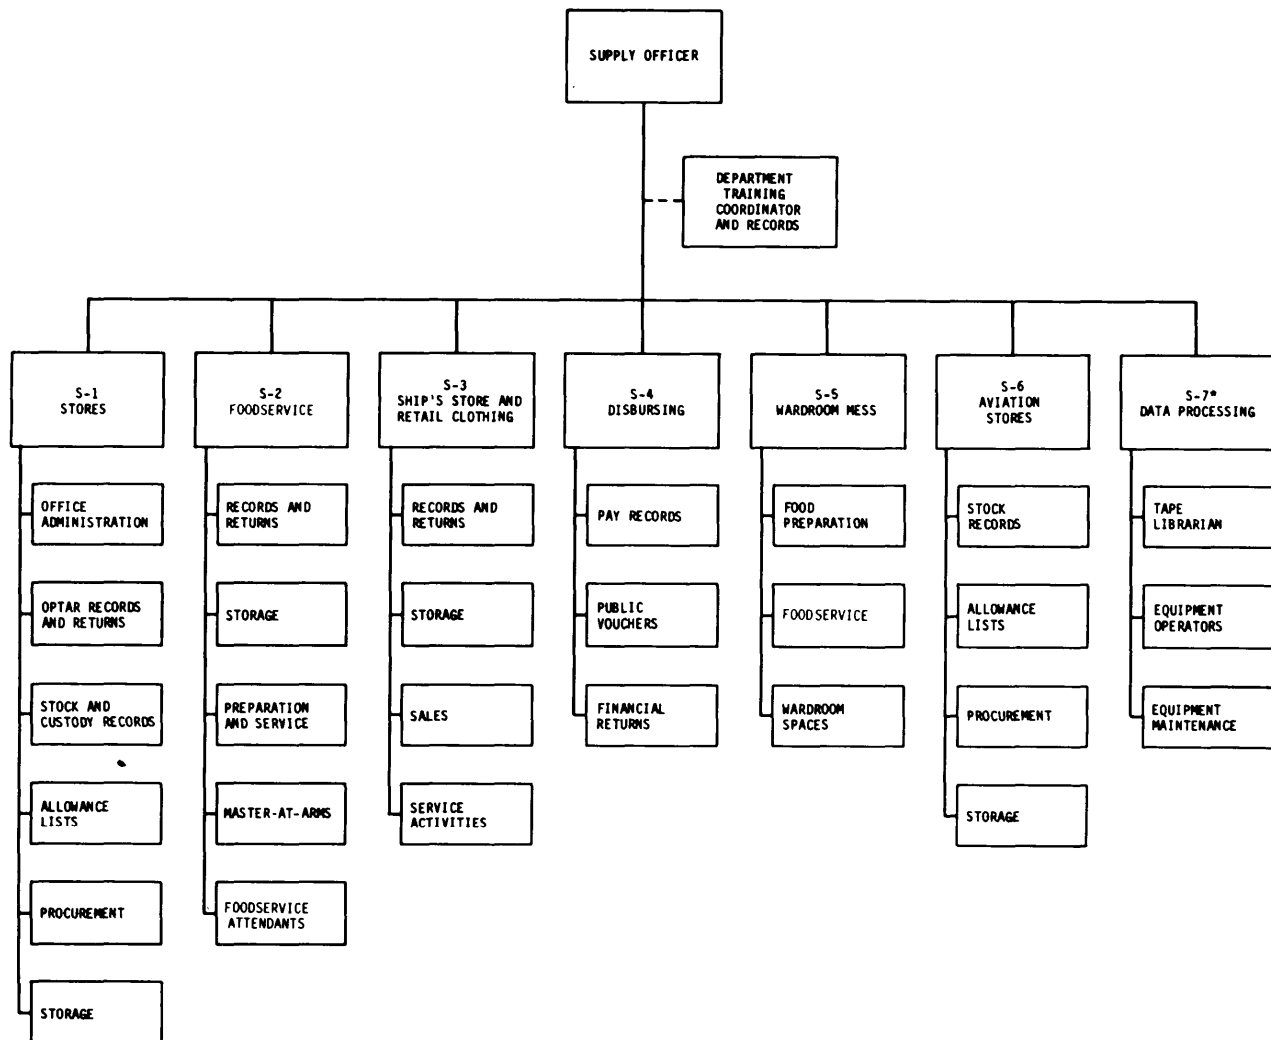 SUPPLY OFFICER
DEPARTMENT
TRAINING
COORDINATOR
AND RECORDS
S-1
STORES
OFFICE
ADMINISTRATION
OPTAR RECORDS
AND RETURNS
STOCK AND
CUSTODY RECORDS
ALLOWANCE
LISTS
PROCUREMENT
STORAGE
S-2
FOODSERVICE
RECORDS AND
RETURNS
STORAGE
PREPARATION
AND SERVICE
MASTER-AT-ARMS
FOODSERVICE
ATTENDANTS
S-3
SHIP'S STORE AND
RETAIL CLOTHING
RECORDS AND
RETURNS
STORAGE
SALES
SERVICE
ACTIVITIES
S-4
DISBURSING
PAY RECORDS
PUBLIC
VOUCHERS
FINANCIAL
RETURNS
S-5
WARDROOM MESS
FOOD
PREPARATION
FOODSERVICE
WARDROOM
SPACES
S-6
AVIATION
STORES
STOCK
RECORDS
ALLOWANCE
LISTS
PROCUREMENT
STORAGE
S-7*
DATA PROCESSING
TAPE
LIBRARIAN
EQUIPMENT
OPERATORS
EQUIPMENT
MAINTENANCE